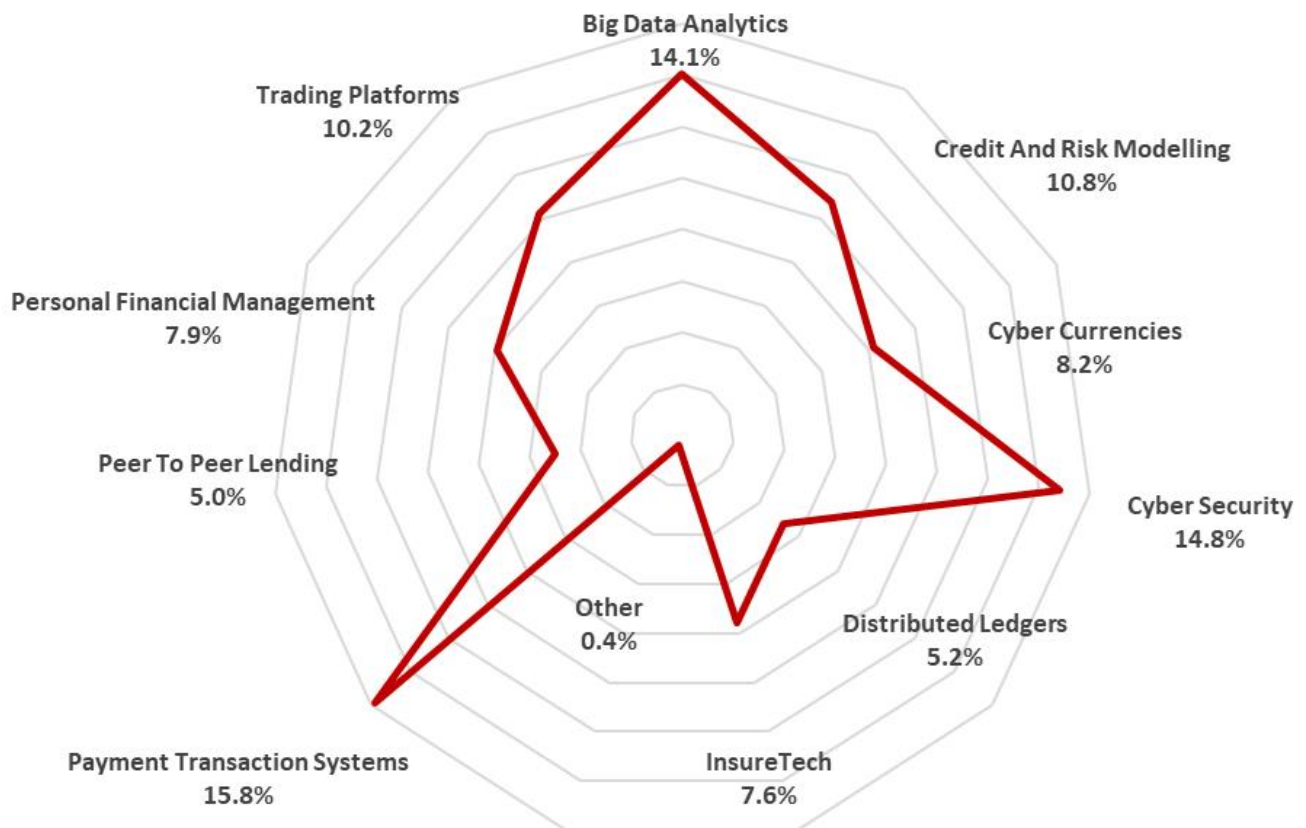 Big Data Analytics
14.1%
Trading Platforms
10.2%
Credit And Risk Modelling
10.8%
Personal Financial Management
7.9%
Cyber Currencies
8.2%
Peer To Peer Lending
5.0%
Cyber Security
14.8%
Other
0.4%
Distributed Ledgers
5.2%
Payment Transaction Systems
15.8%
InsureTech
7.6%